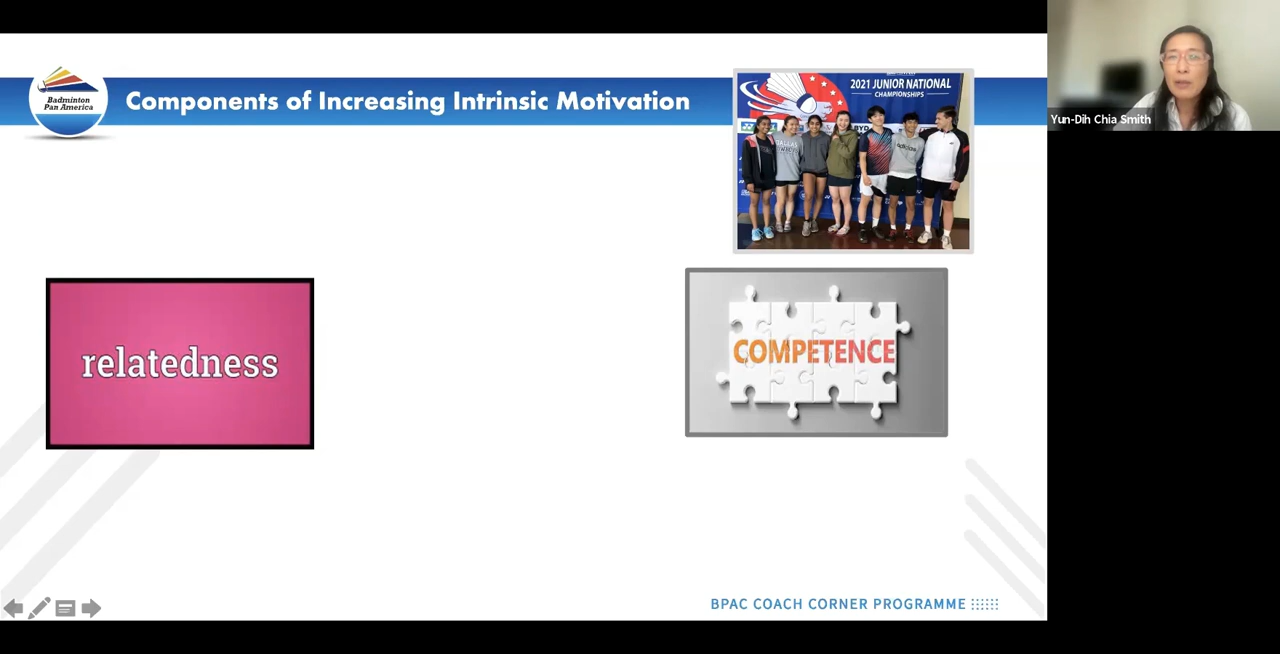 Badminton
Pan America
Components of Increasing Intrinsic Motivation
2021 JUNIOR NATIONAL
CHAMPIONSHIPS
adidas
Yun-Dih Chia Smith
relatedness
COMPETENCE
BPAC COACH CORNER PROGRAMME